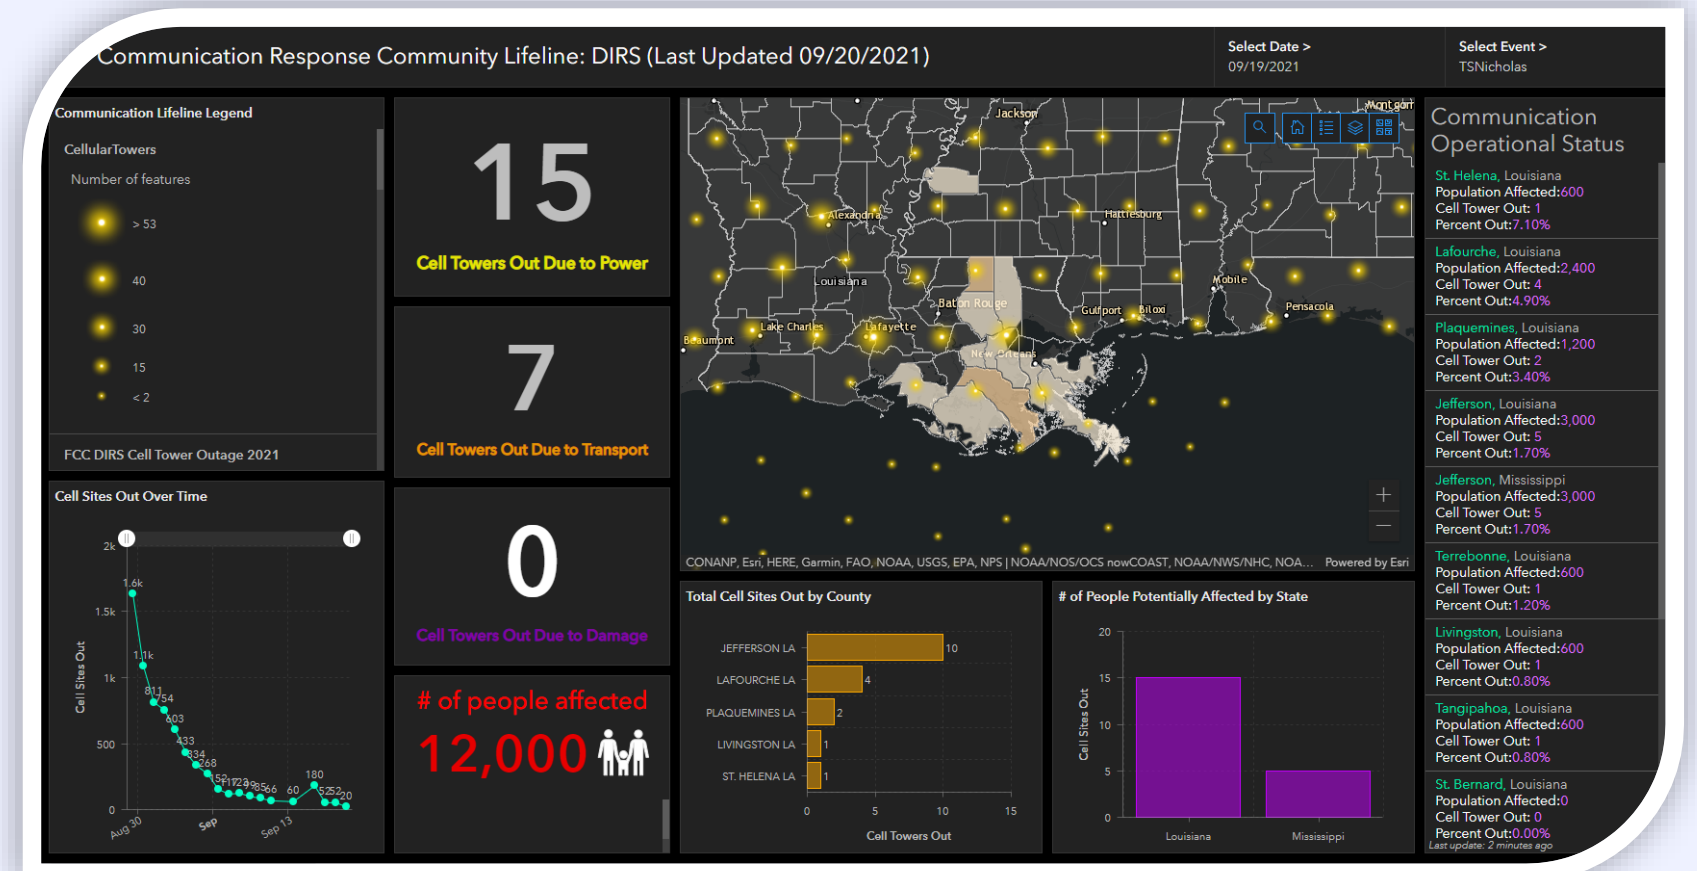 Communication Response Community Lifeline: DIRS (Last Updated 09/20/2021)
Select Date >
09/19/2021
Select Event >
TSNicholas
Communication Lifeline Legend
CellularTowers
Number of features
> 53
40
30
15
< 2
FCC DIRS Cell Tower Outage 2021
Cell Sites Out Over Time
2k
1.6k
1.5k
1.1k
1k
811
754
603
500
433
334
268
152
117
123
99
85
66
60
180
52
52
20
0
Aug 30
Sep
Sep 13
Cell Sites Out
15
Cell Towers Out Due to Power
7
Cell Towers Out Due to Transport
0
Cell Towers Out Due to Damage
# of people affected
12,000
Jackson
Montgom
Alexandria
Hattiesburg
Louisiana
Mobile
Baton Rouge
Gulfport
Biloxi
Pensacola
Lake Charles
Lafayette
Beaumont
New Orleans
+
−
CONANP, Esri, HERE, Garmin, FAO, NOAA, USGS, EPA, NPS | NOAA/NOS/OCS nowCOAST, NOAA/NWS/NHC, NOA...
Powered by Esri
Total Cell Sites Out by County
JEFFERSON LA
10
LAFOURCHE LA
4
PLAQUEMINES LA
2
LIVINGSTON LA
1
ST. HELENA LA
1
0
5
10
15
Cell Towers Out
# of People Potentially Affected by State
20
15
10
5
0
Cell Sites Out
Louisiana
Mississippi
Communication
Operational Status
St. Helena, Louisiana
Population Affected:600
Cell Tower Out: 1
Percent Out:7.10%
Lafourche, Louisiana
Population Affected:2,400
Cell Tower Out: 4
Percent Out:4.90%
Plaquemines, Louisiana
Population Affected:1,200
Cell Tower Out: 2
Percent Out:3.40%
Jefferson, Louisiana
Population Affected:3,000
Cell Tower Out: 5
Percent Out:1.70%
Jefferson, Mississippi
Population Affected:3,000
Cell Tower Out: 5
Percent Out:1.70%
Terrebonne, Louisiana
Population Affected:600
Cell Tower Out: 1
Percent Out:1.20%
Livingston, Louisiana
Population Affected:600
Cell Tower Out: 1
Percent Out:0.80%
Tangipahoa, Louisiana
Population Affected:600
Cell Tower Out: 1
Percent Out:0.80%
St. Bernard, Louisiana
Population Affected:0
Cell Tower Out: 0
Percent Out:0.00%
Last update: 2 minutes ago